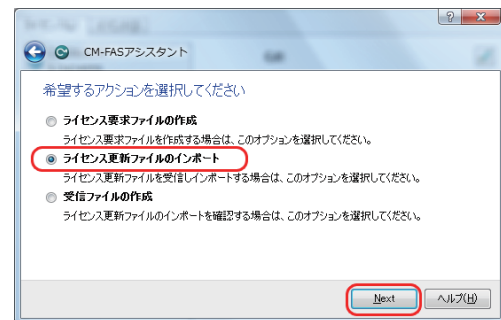 CM-FASアシスタント
希望するアクションを選択してください
ライセンス要求ファイルの作成
ライセンス要求ファイルを作成する場合は、このオプションを選択してください。
ライセンス更新ファイルのインポート
ライセンス更新ファイルを受信しインポートする場合は、このオプションを選択してください。
受信ファイルの作成
ライセンス更新ファイルのインポートを確認する場合は、このオプションを選択してください。
Next ヘルプ(H)